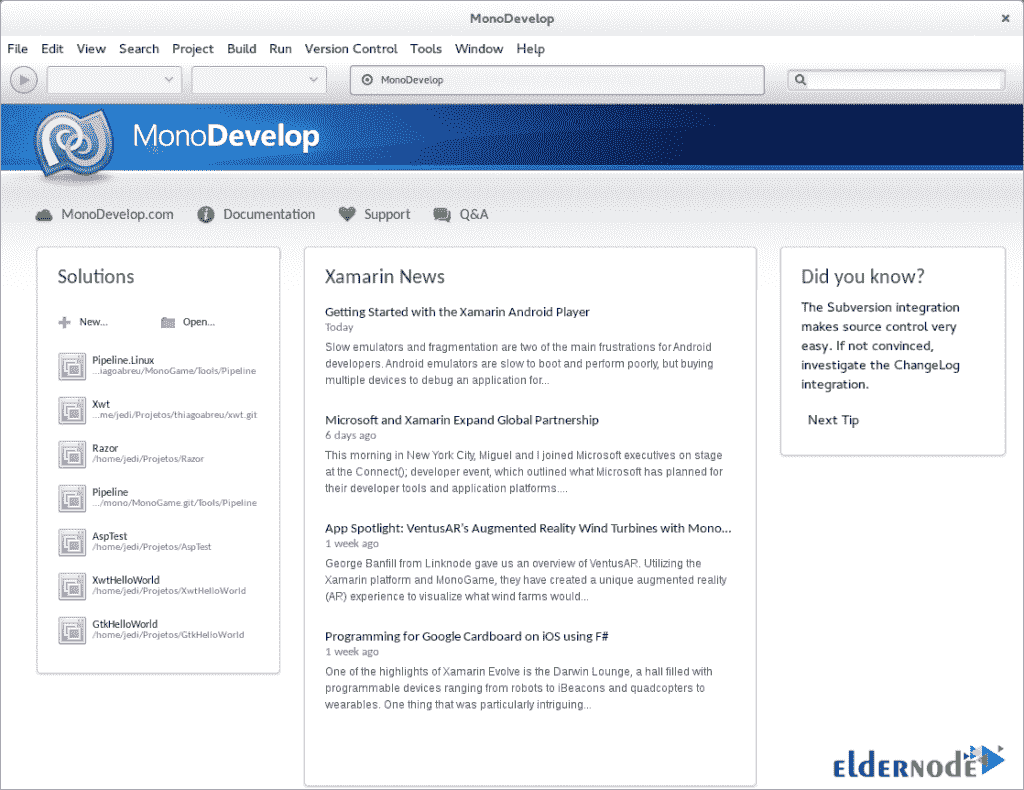 MonoDevelop
File Edit View Search Project Build Run Version Control Tools Window Help
MonoDevelop
MonoDevelop
MonoDevelop.com Documentation Support Q&A
Solutions
New... Open...
Pipeline.Linux
...iagoabreu/MonoGame/Tools/Pipeline
Xwt
...me/jedi/Projetos/thiagoabreu/xwt.git
Razor
/home/jedi/Projetos/Razor
Pipeline
.../mono/MonoGame.git/Tools/Pipeline
AspTest
/home/jedi/Projetos/AspTest
XwtHelloWorld
/home/jedi/Projetos/XwtHelloWorld
GtkHelloWorld
/home/jedi/Projetos/GtkHelloWorld
Xamarin News
Getting Started with the Xamarin Android Player
Today
Slow emulators and fragmentation are two of the main frustrations for Android
developers. Android emulators are slow to boot and perform poorly, but buying
multiple devices to debug an application for...
Microsoft and Xamarin Expand Global Partnership
6 days ago
This morning in New York City, Miguel and I joined Microsoft executives on stage
at the Connect(); developer event, which outlined what Microsoft has planned for
their developer tools and application platforms....
App Spotlight: VentusAR's Augmented Reality Wind Turbines with Mono...
1 week ago
George Banfill from Linknode gave us an overview of VentusAR. Utilizing the
Xamarin platform and MonoGame, they have created a unique augmented reality
(AR) experience to visualize what wind farms would...
Programming for Google Cardboard on iOS using F#
1 week ago
One of the highlights of Xamarin Evolve is the Darwin Lounge, a hall filled with
programmable devices ranging from robots to iBeacons and quadcopters to
wearables. One thing that was particularly intriguing...
Did you know?
The Subversion integration
makes source control very
easy. If not convinced,
investigate the ChangeLog
integration.
Next Tip
ELDERNODE